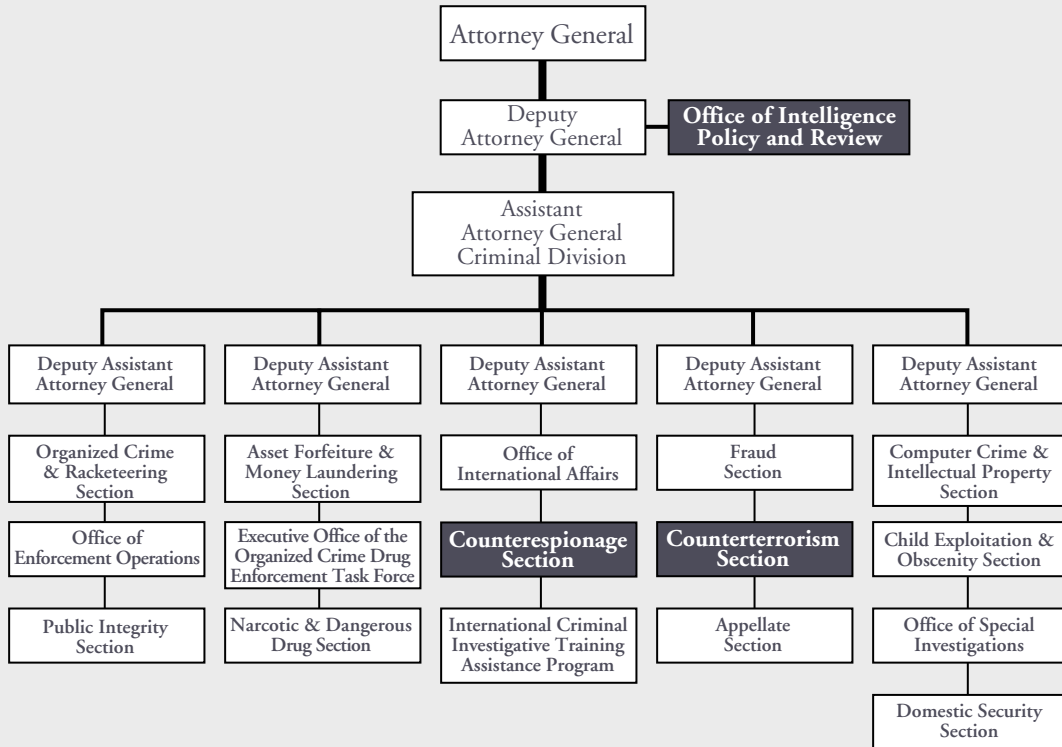 Attorney General
Deputy
Attorney General
Office of Intelligence
Policy and Review
Assistant
Attorney General
Criminal Division
Deputy Assistant
Attorney General
Deputy Assistant
Attorney General
Deputy Assistant
Attorney General
Deputy Assistant
Attorney General
Deputy Assistant
Attorney General
Organized Crime
& Racketeering
Section
Asset Forfeiture &
Money Laundering
Section
Office of
International Affairs
Fraud
Section
Computer Crime &
Intellectual Property
Section
Office of
Enforcement Operations
Executive Office of the
Organized Crime Drug
Enforcement Task Force
Counterespionage
Section
Counterterrorism
Section
Child Exploitation &
Obscenity Section
Public Integrity
Section
Narcotic & Dangerous
Drug Section
International Criminal
Investigative Training
Assistance Program
Appellate
Section
Office of Special
Investigations
Domestic Security
Section